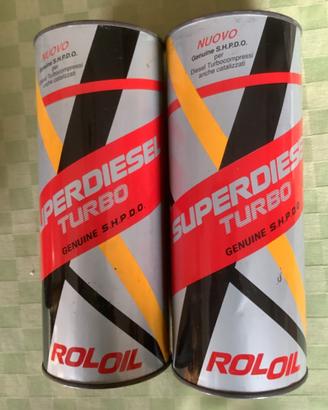 NUOVO
Genuine S.H.P.D.O.
per
Diesel Turbocompressi
anche catalizzati
SUPERDIESEL
TURBO
GENUINE S.H.P.D.O.
ROLOIL
NUOVO
Genuine S.H.P.D.O.
per
Diesel Turbocompressi
anche catalizzati
SUPERDIESEL
TURBO
GENUINE S.H.P.D.O.
ROLOIL